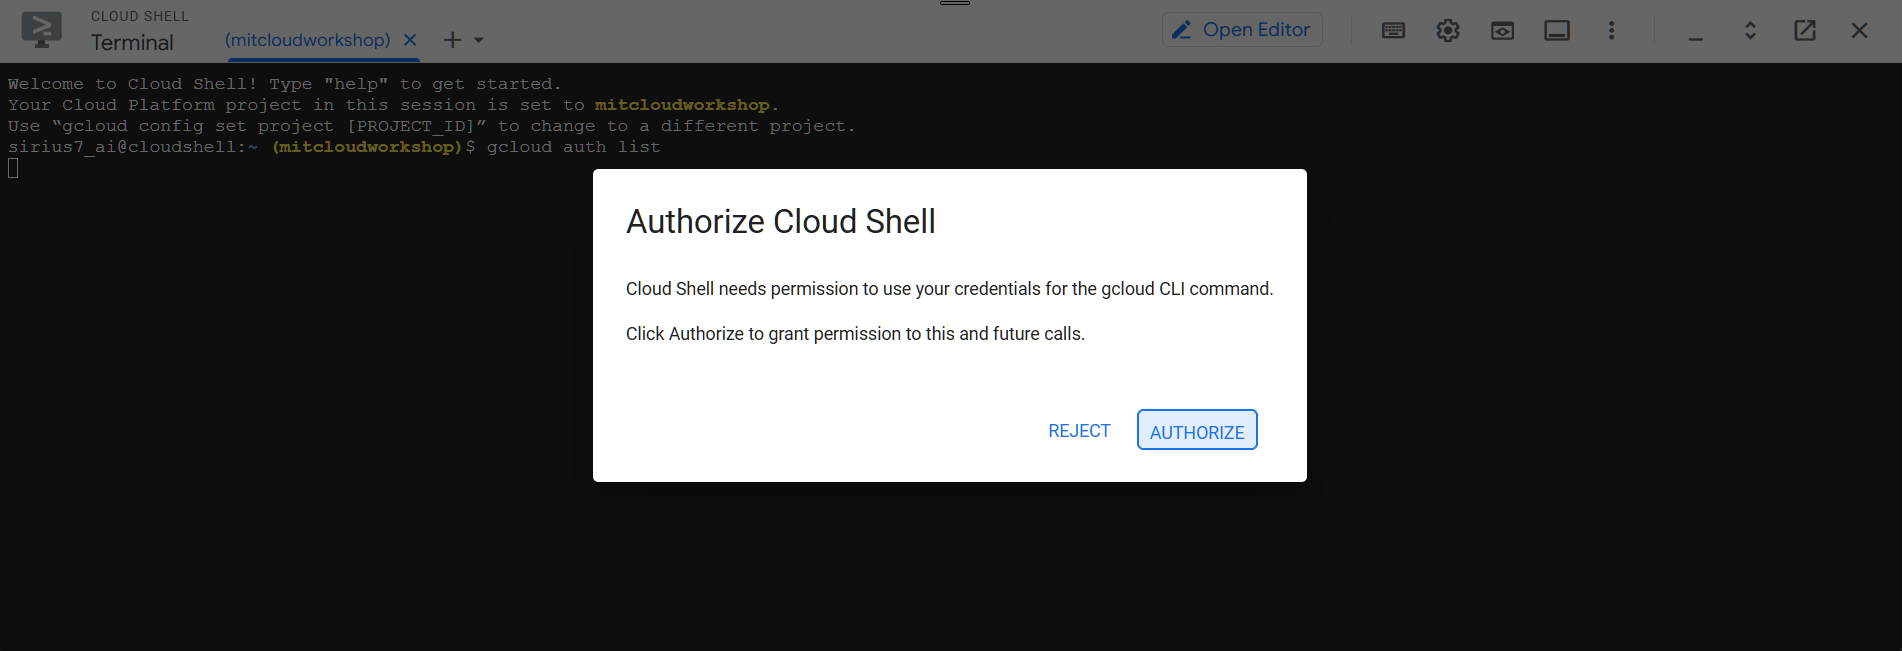 CLOUD SHELL
Terminal
(mitcloudworkshop)
Open Editor
Welcome to Cloud Shell! Type "help" to get started.
Your Cloud Platform project in this session is set to mitcloudworkshop.
Use “gcloud config set project [PROJECT_ID]” to change to a different project.
sirius7_ai@cloudshell:~ (mitcloudworkshop)$ gcloud auth list
Authorize Cloud Shell
Cloud Shell needs permission to use your credentials for the gcloud CLI command.
Click Authorize to grant permission to this and future calls.
REJECT
AUTHORIZE